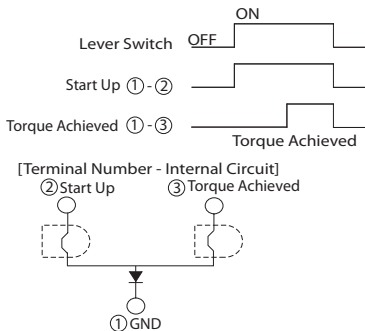 ON
Lever Switch OFF
Start Up ①-②
Torque Achieved ①-③
Torque Achieved
[Terminal Number - Internal Circuit]
②Start Up ③Torque Achieved
①GND